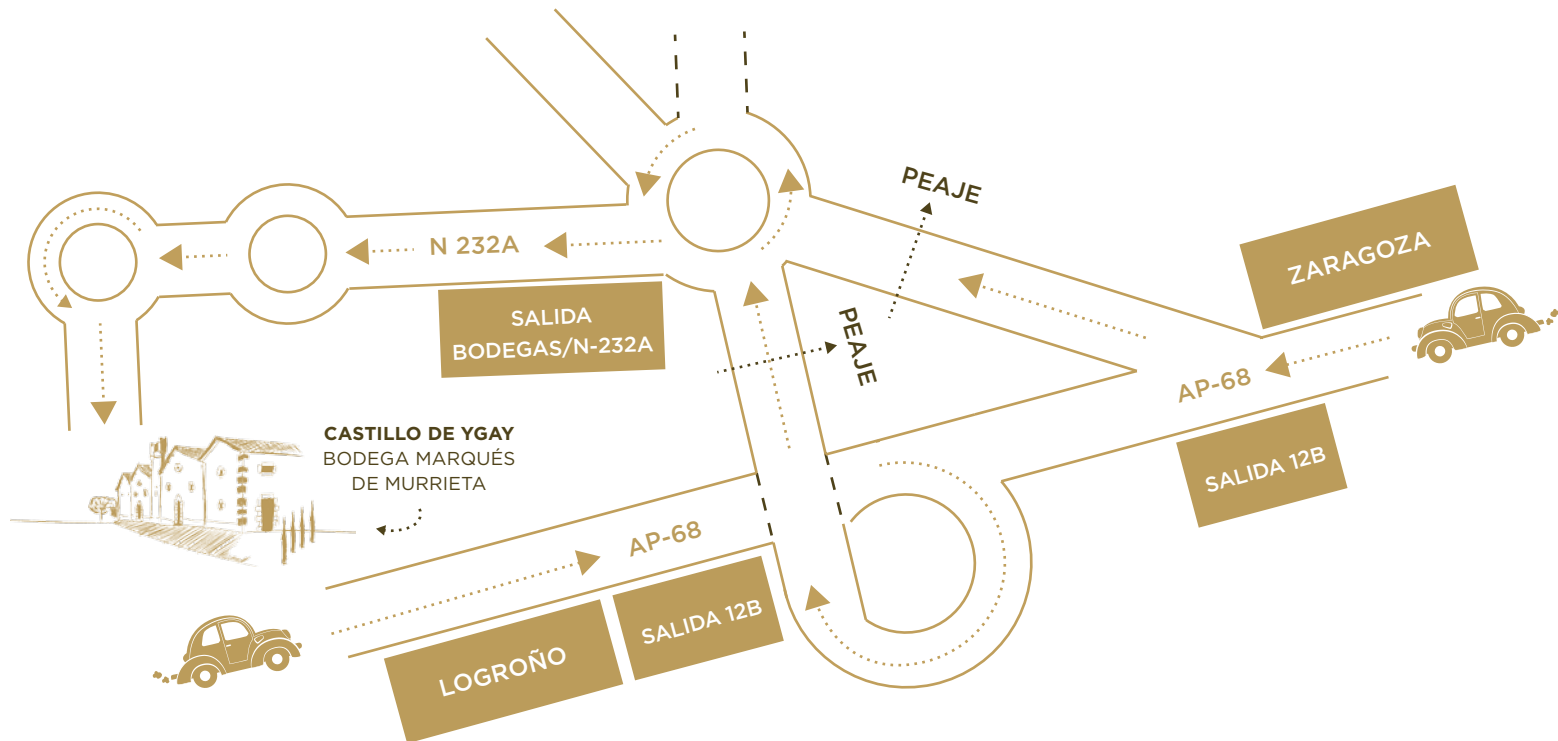 PEAJE
ZARAGOZA
N 232A
SALIDA
BODEGAS/N-232A
PEAJE
AP-68
SALIDA 12B
CASTILLO DE YGAY
BODEGA MARQUÉS
DE MURRIETA
AP-68
SALIDA 12B
LOGROÑO